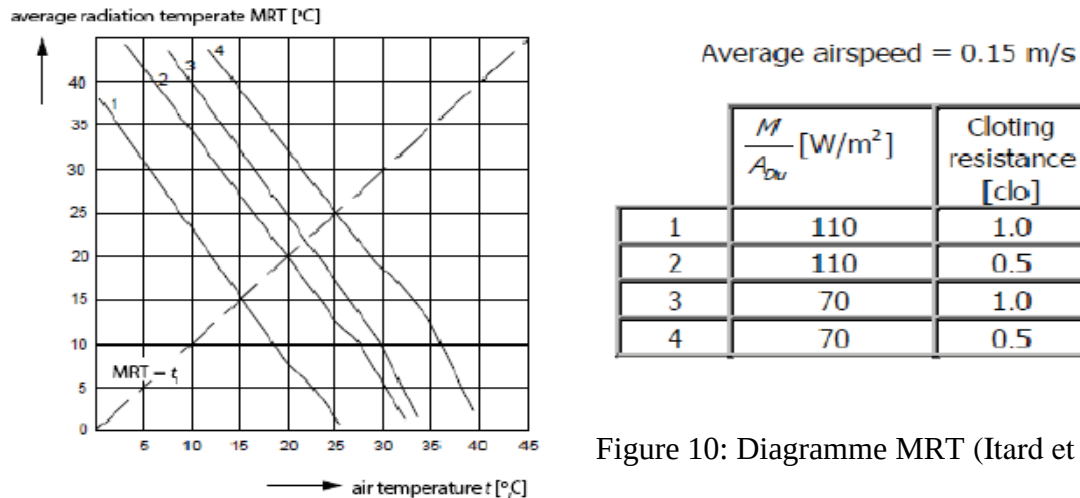 average radiation temperate MRT [°C]
40
35
30
25
20
15
10
5
0
1
2
3
4
MRT – tᵢ
5
10
15
20
25
30
35
40
45
air temperature t [°C]
Average airspeed = 0.15 m/s
M/A_Du [W/m²] Cloting resistance [clo]
1 110 1.0
2 110 0.5
3 70 1.0
4 70 0.5
Figure 10: Diagramme MRT (Itard et